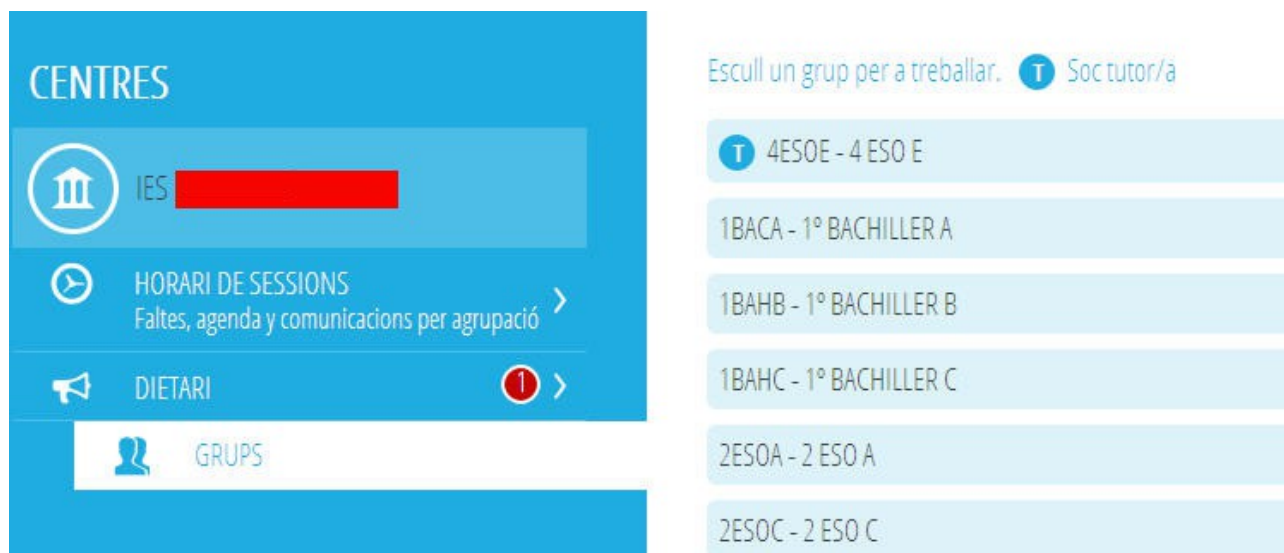 CENTRES
IES
HORARI DE SESSIONS
Faltes, agenda y comunicacions per agrupació
DIETARI 1
GRUPS
Escull un grup per a treballar. T Soc tutor/a
T 4ESOE - 4 ESO E
1BACA - 1º BACHILLER A
1BAHB - 1º BACHILLER B
1BAHC - 1º BACHILLER C
2ESOA - 2 ESO A
2ESOC - 2 ESO C